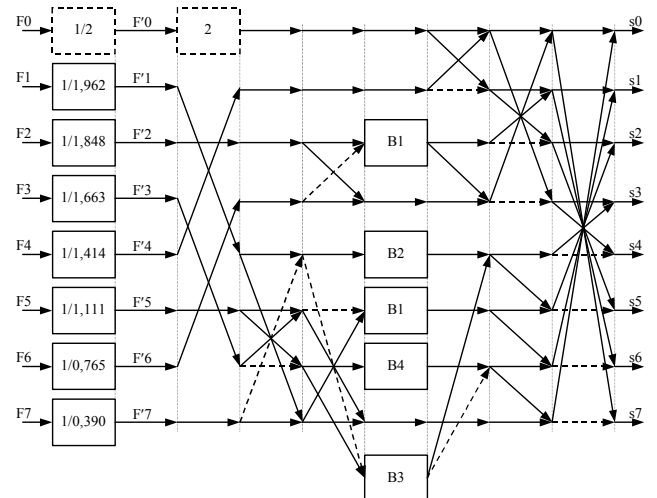 F0 1/2 F'0 2 s0
F1 1/1,962 F'1 s1
F2 1/1,848 F'2 B1 s2
F3 1/1,663 F'3 s3
F4 1/1,414 F'4 B2 s4
F5 1/1,111 F'5 B1 s5
F6 1/0,765 F'6 B4 s6
F7 1/0,390 F'7 s7
B3